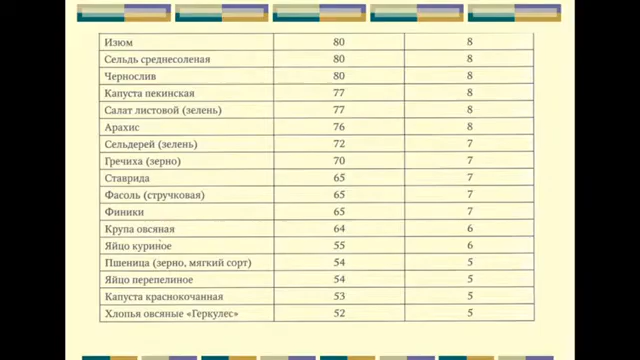 Изюм 80 8
Сельдь среднесоленая 80 8
Чернослив 80 8
Капуста пекинская 77 8
Салат листовой (зелень) 77 8
Арахис 76 8
Сельдерей (зелень) 72 7
Гречиха (зерно) 70 7
Ставрида 65 7
Фасоль (стручковая) 65 7
Финики 65 7
Крупа овсяная 64 6
Яйцо куриное 55 6
Пшеница (зерно, мягкий сорт) 54 5
Яйцо перепелиное 54 5
Капуста краснокочанная 53 5
Хлопья овсяные «Геркулес» 52 5